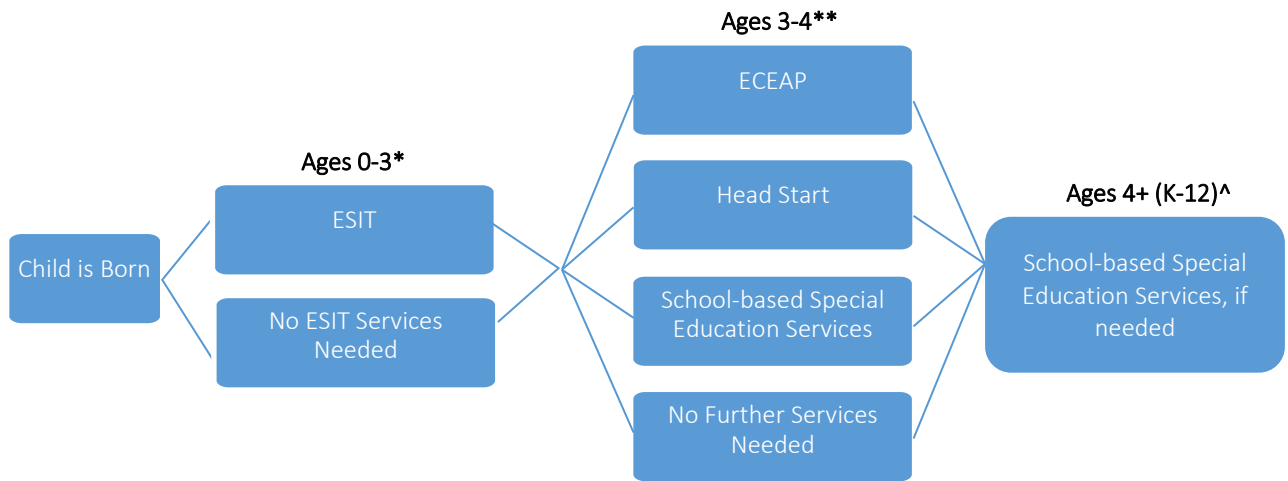 Child is Born
Ages 0-3*
ESIT
No ESIT Services
Needed
Ages 3-4**
ECEAP
Head Start
School-based Special
Education Services
No Further Services
Needed
Ages 4+ (K-12)^
School-based Special
Education Services, if
needed